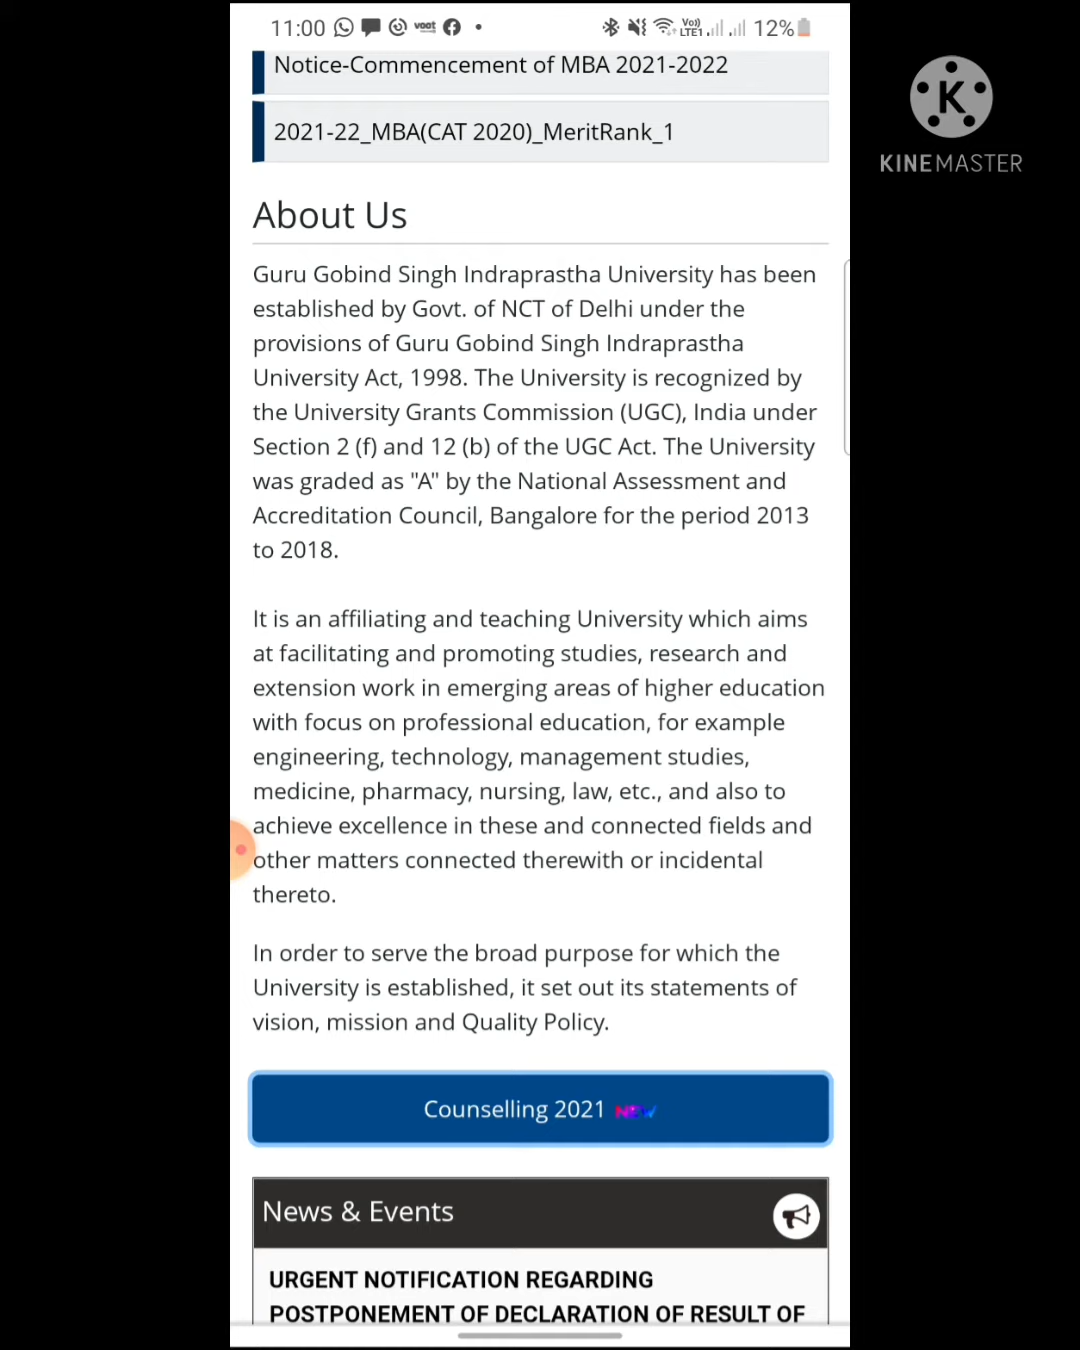 11:00 voot Vo)) LTE1 12%
Notice-Commencement of MBA 2021-2022
2021-22_MBA(CAT 2020)_MeritRank_1
K
KINEMASTER
About Us
Guru Gobind Singh Indraprastha University has been
established by Govt. of NCT of Delhi under the
provisions of Guru Gobind Singh Indraprastha
University Act, 1998. The University is recognized by
the University Grants Commission (UGC), India under
Section 2 (f) and 12 (b) of the UGC Act. The University
was graded as "A" by the National Assessment and
Accreditation Council, Bangalore for the period 2013
to 2018.
It is an affiliating and teaching University which aims
at facilitating and promoting studies, research and
extension work in emerging areas of higher education
with focus on professional education, for example
engineering, technology, management studies,
medicine, pharmacy, nursing, law, etc., and also to
achieve excellence in these and connected fields and
other matters connected therewith or incidental
thereto.
In order to serve the broad purpose for which the
University is established, it set out its statements of
vision, mission and Quality Policy.
Counselling 2021 NEW
News & Events
URGENT NOTIFICATION REGARDING
POSTPONEMENT OF DECLARATION OF RESULT OF